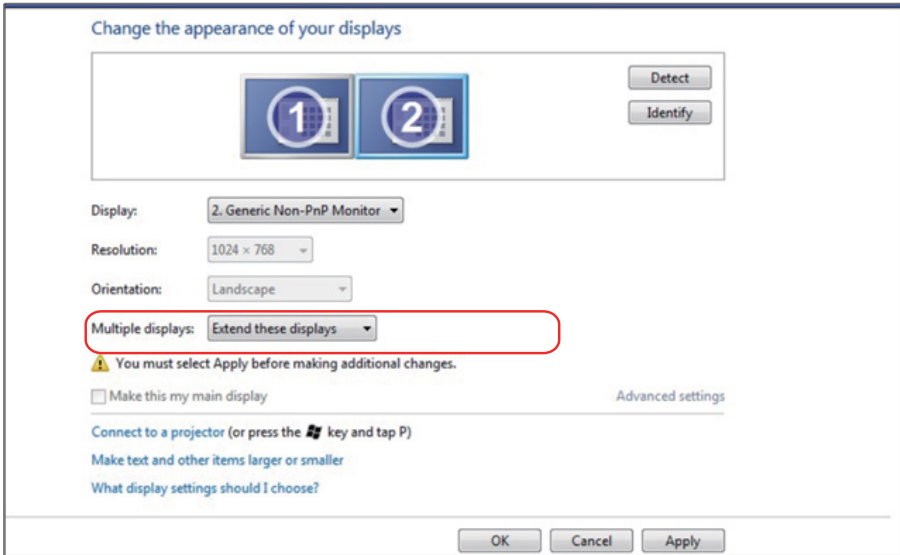 Change the appearance of your displays
1 2
Detect
Identify
Display: 2. Generic Non-PnP Monitor
Resolution: 1024 × 768
Orientation: Landscape
Multiple displays: Extend these displays
You must select Apply before making additional changes.
Make this my main display Advanced settings
Connect to a projector (or press the key and tap P)
Make text and other items larger or smaller
What display settings should I choose?
OK Cancel Apply